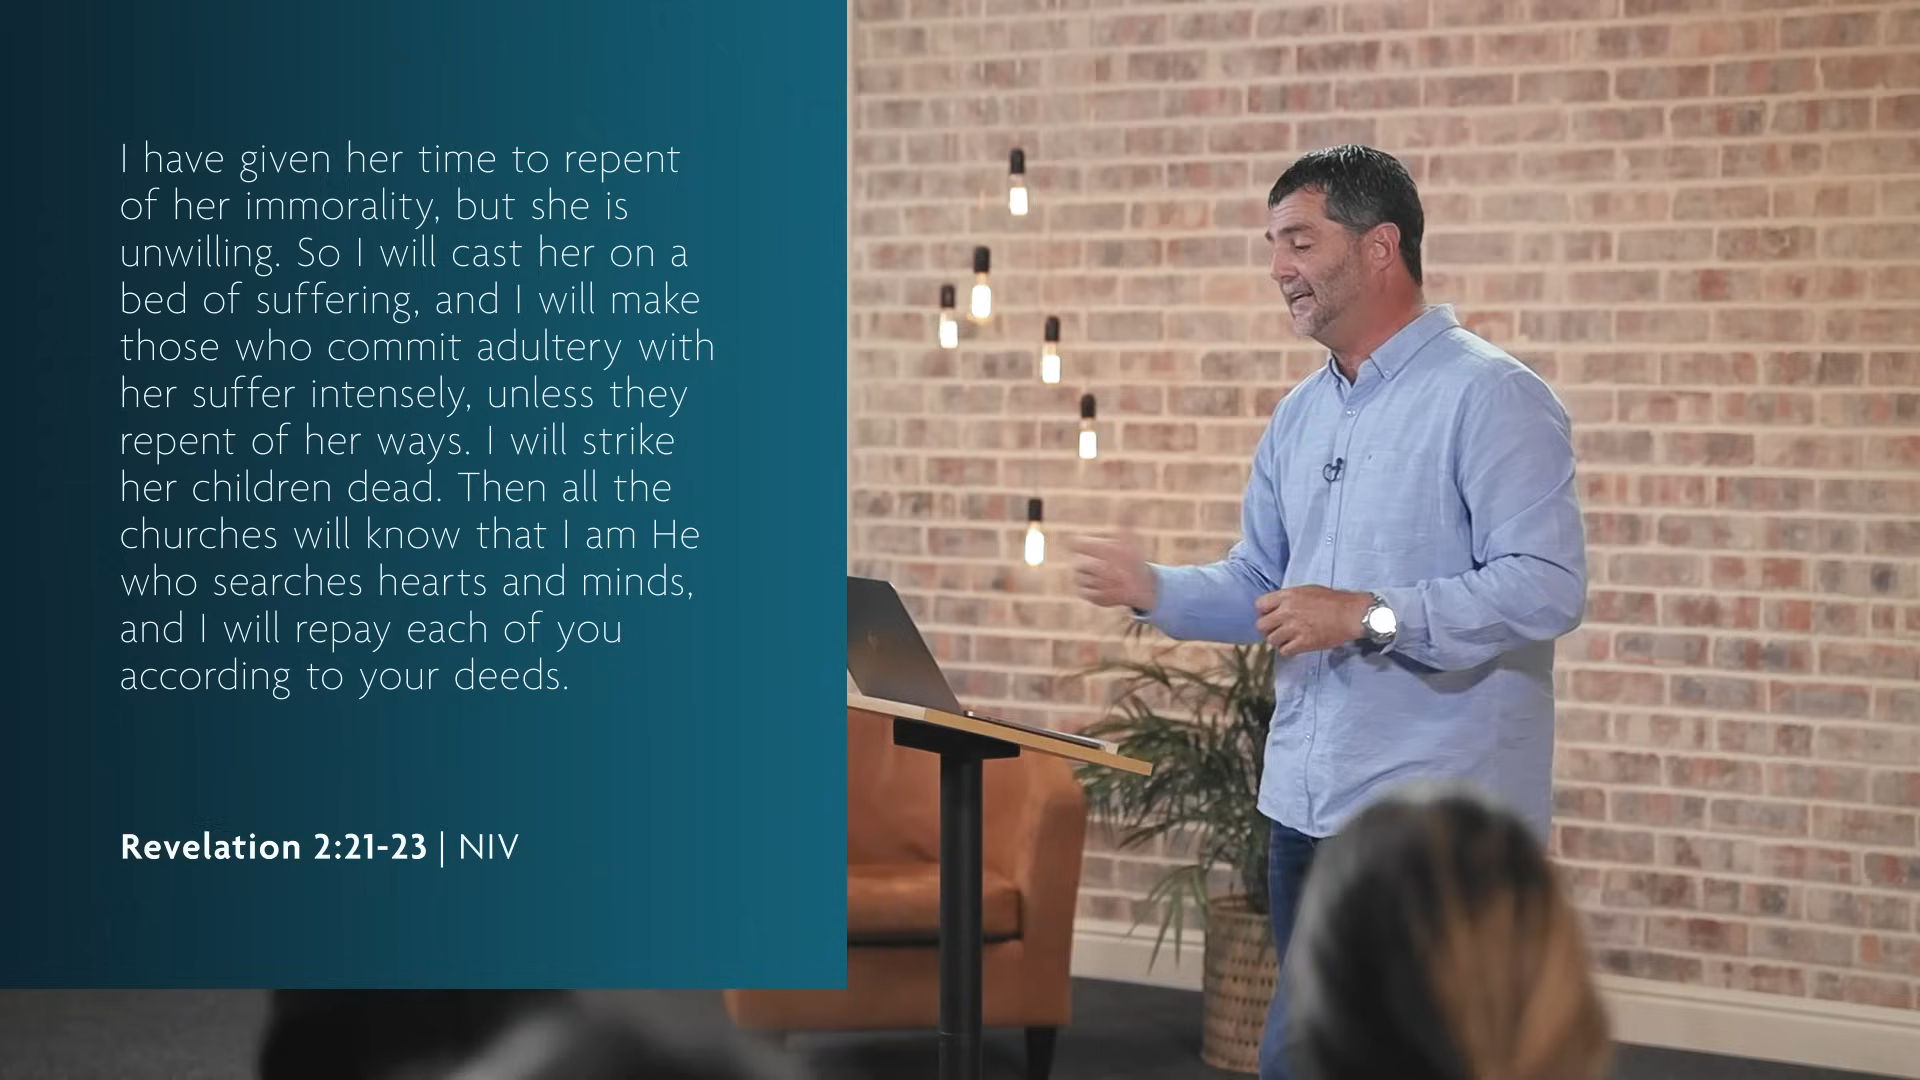 I have given her time to repent
of her immorality, but she is
unwilling. So I will cast her on a
bed of suffering, and I will make
those who commit adultery with
her suffer intensely, unless they
repent of her ways. I will strike
her children dead. Then all the
churches will know that I am He
who searches hearts and minds,
and I will repay each of you
according to your deeds.
Revelation 2:21-23 | NIV